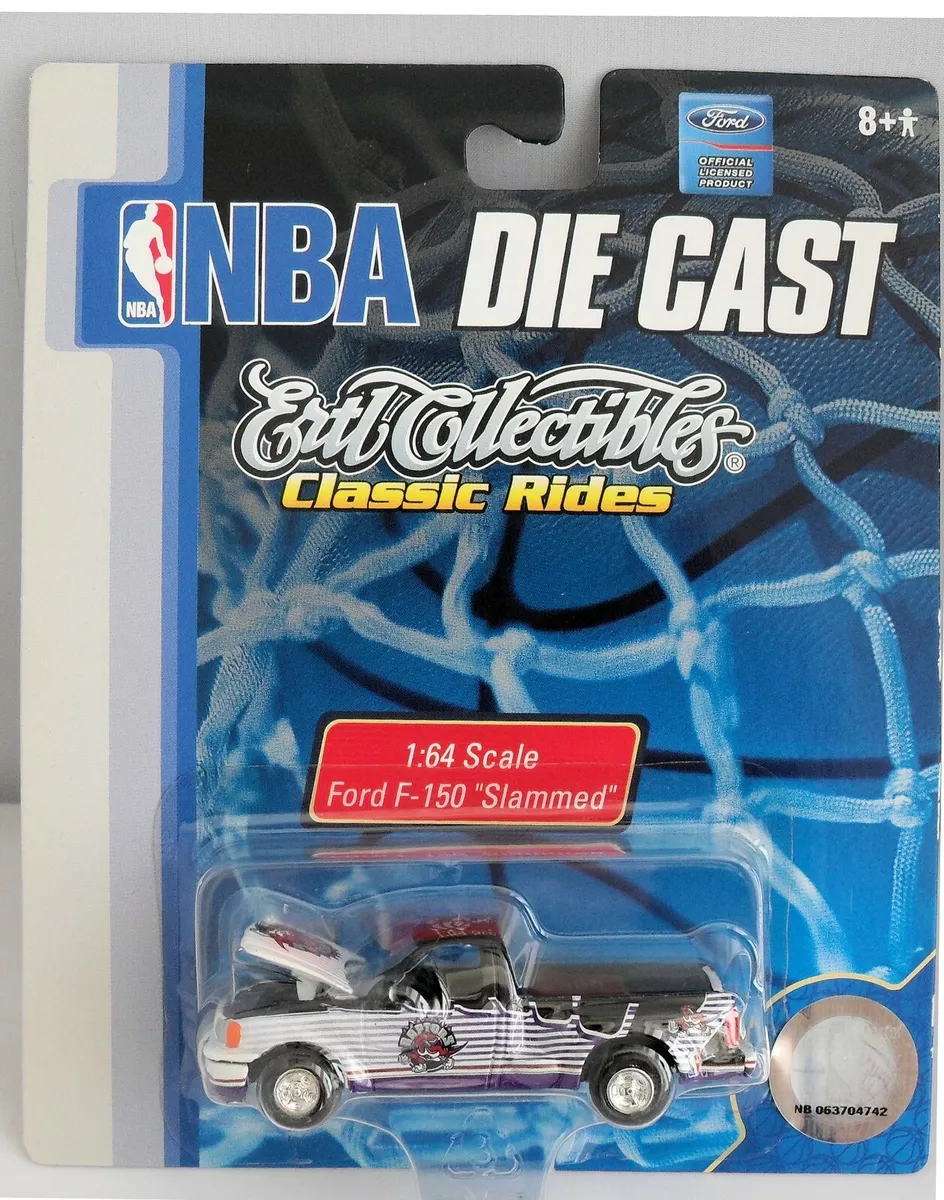 Ford
OFFICIAL
LICENSED
PRODUCT
8+
NBA
NBA DIE CAST
Ertl Collectibles®
Classic Rides
1:64 Scale
Ford F-150 "Slammed"
NB 063704742